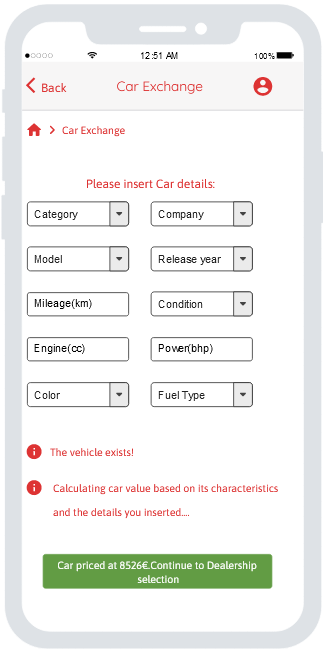 12:51 AM 100%
Back Car Exchange
Car Exchange
Please insert Car details:
Category Company
Model Release year
Mileage(km) Condition
Engine(cc) Power(bhp)
Color Fuel Type
The vehicle exists!
Calculating car value based on its characteristics
and the details you inserted....
Car priced at 8526€.Continue to Dealership
selection